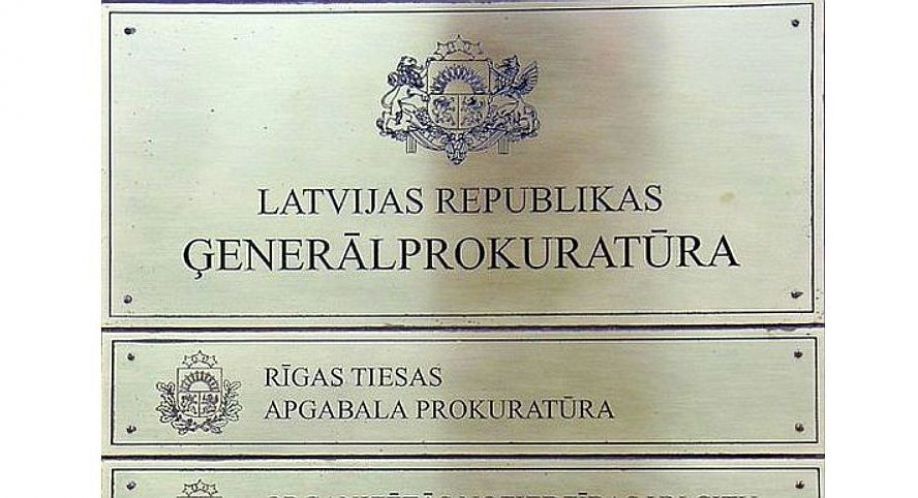 LATVIJAS REPUBLIKAS
ĢENERĀLPROKURATŪRA
RĪGAS TIESAS
APGABALA PROKURATŪRA